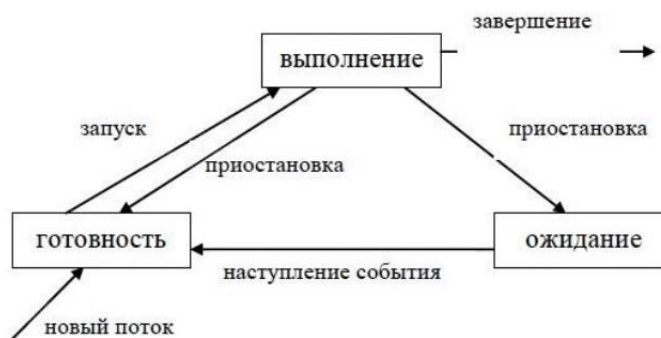 завершение
выполнение
запуск
приостановка
приостановка
готовность
ожидание
наступление события
новый поток